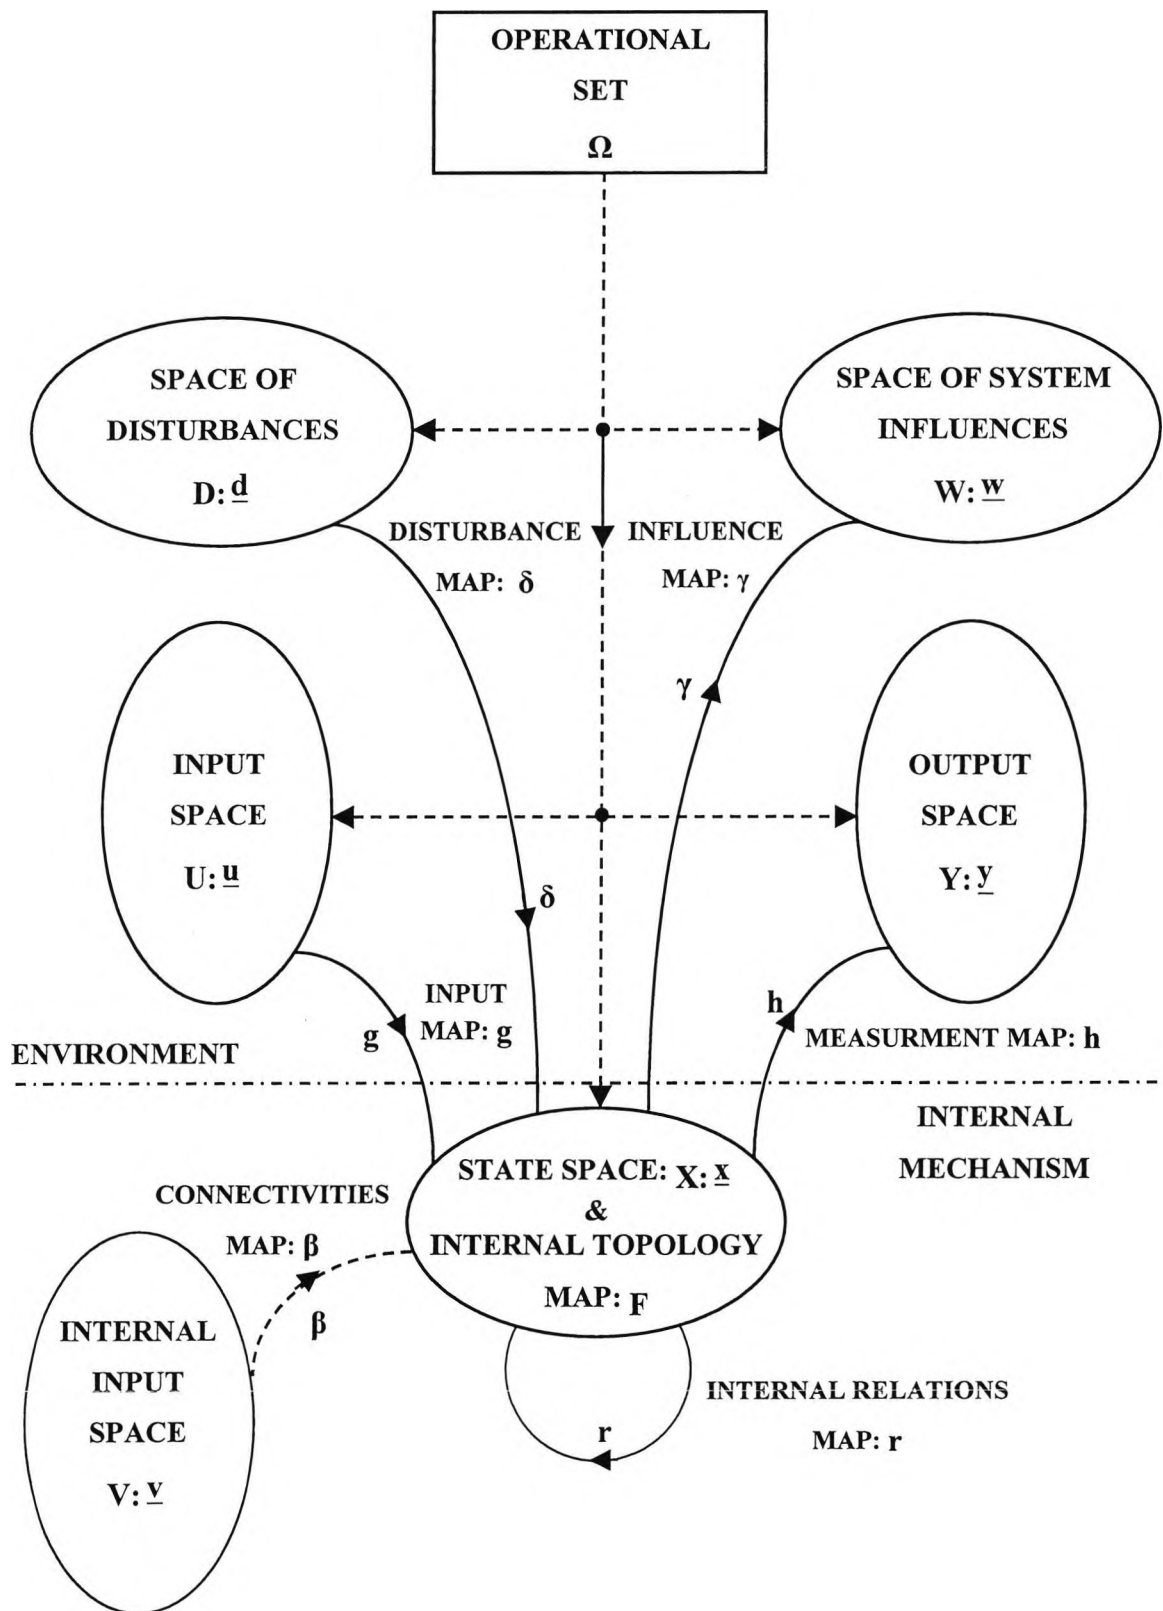 OPERATIONAL
SET
Ω
SPACE OF
DISTURBANCES
D: d
SPACE OF SYSTEM
INFLUENCES
W: w
DISTURBANCE
MAP: δ
INFLUENCE
MAP: γ
γ
INPUT
SPACE
U: u
OUTPUT
SPACE
Y: y
δ
g
INPUT
MAP: g
h
MEASURMENT MAP: h
ENVIRONMENT
INTERNAL
MECHANISM
STATE SPACE: X: x
&
INTERNAL TOPOLOGY
MAP: F
CONNECTIVITIES
MAP: β
β
INTERNAL
INPUT
SPACE
V: v
INTERNAL RELATIONS
MAP: r
r